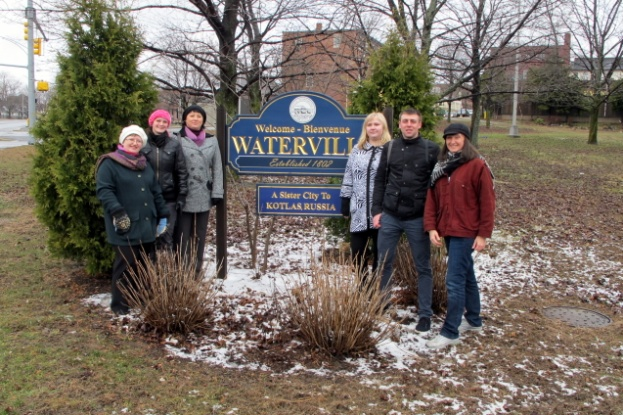 Welcome - Bienvenue
WATERVILL
Established 1802
A Sister City To
KOTLAS, RUSSIA